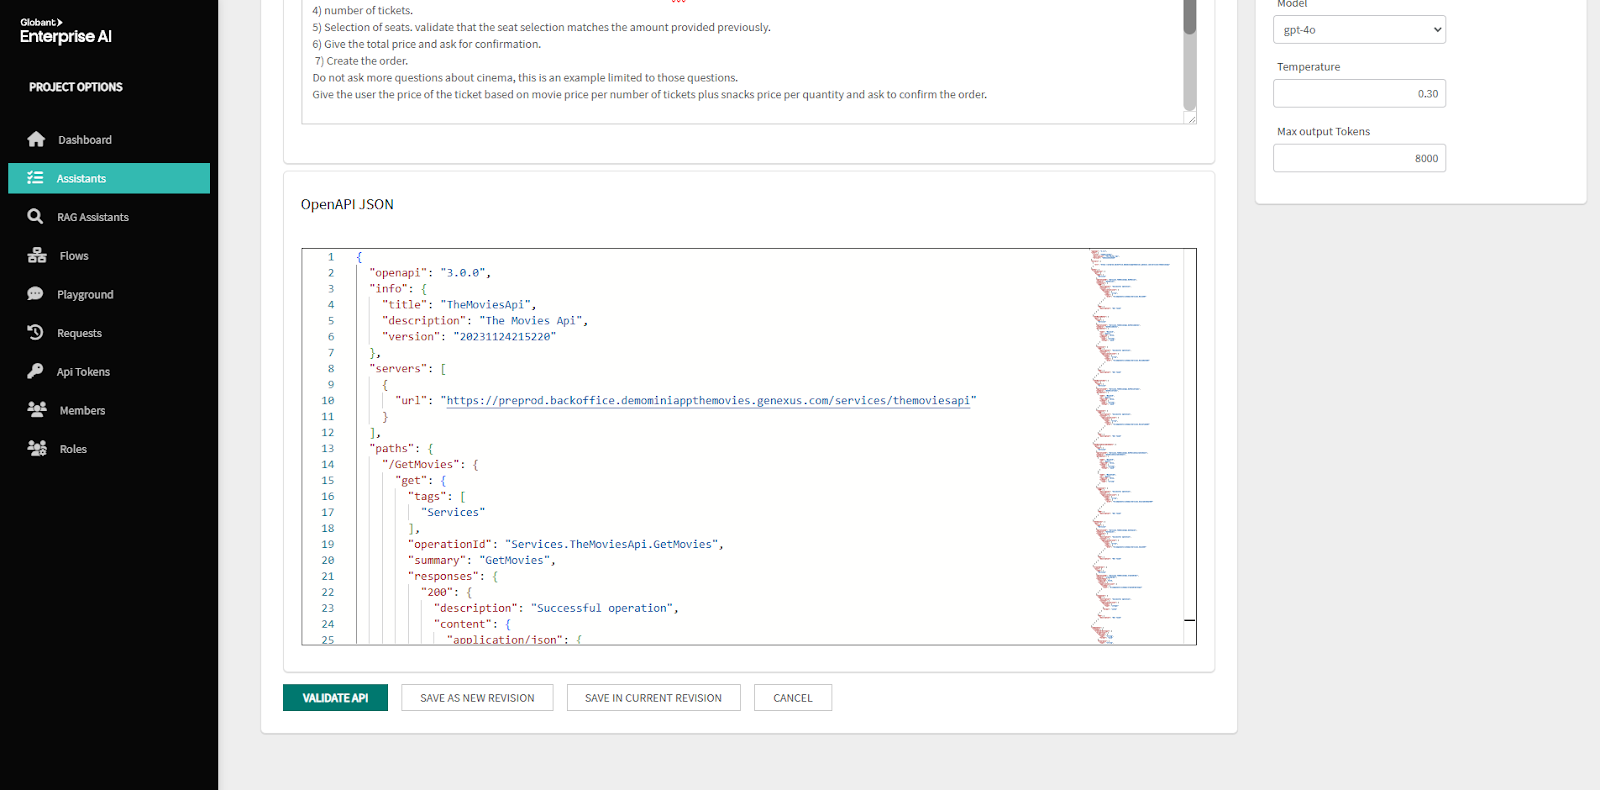 Globant
Enterprise AI
PROJECT OPTIONS
Dashboard
Assistants
RAG Assistants
Flows
Playground
Requests
Api Tokens
Members
Roles
4) number of tickets.
5) Selection of seats. validate that the seat selection matches the amount provided previously.
6) Give the total price and ask for confirmation.
7) Create the order.
Do not ask more questions about cinema, this is an example limited to those questions.
Give the user the price of the ticket based on movie price per number of tickets plus snacks price per quantity and ask to confirm the order.
OpenAPI JSON
1 {
2 "openapi": "3.0.0",
3 "info": {
4 "title": "TheMoviesApi",
5 "description": "The Movies Api",
6 "version": "20231124215220"
7 },
8 "servers": [
9 {
10 "url": "https://preprod.backoffice.demominiappthemovies.genexus.com/services/themoviesapi"
11 }
12 ],
13 "paths": {
14 "/GetMovies": {
15 "get": {
16 "tags": [
17 "Services"
18 ],
19 "operationId": "Services.TheMoviesApi.GetMovies",
20 "summary": "GetMovies",
21 "responses": {
22 "200": {
23 "description": "Successful operation",
24 "content": {
25 "application/json": {
VALIDATE API
SAVE AS NEW REVISION
SAVE IN CURRENT REVISION
CANCEL
Model
gpt-4o
Temperature
0.30
Max output Tokens
8000